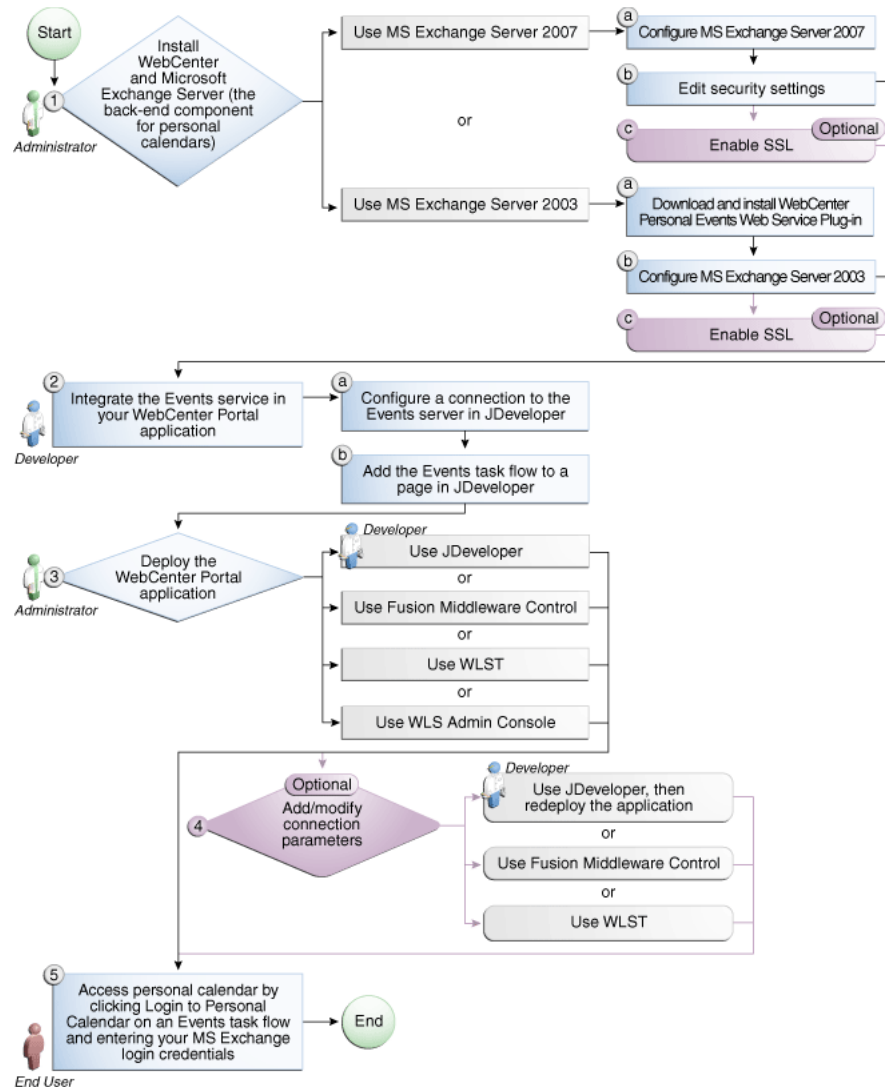 Start
1
Install
WebCenter
and Microsoft
Exchange Server (the
back-end component
for personal
calendars)
Administrator
Use MS Exchange Server 2007
or
Use MS Exchange Server 2003
a
Configure MS Exchange Server 2007
b
Edit security settings
c
Optional
Enable SSL
a
Download and install WebCenter
Personal Events Web Service Plug-in
b
Configure MS Exchange Server 2003
c
Optional
Enable SSL
2
Integrate the Events service in
your WebCenter Portal
application
Developer
a
Configure a connection to the
Events server in JDeveloper
b
Add the Events task flow to a
page in JDeveloper
3
Deploy the
WebCenter Portal
application
Administrator
Developer
Use JDeveloper
or
Use Fusion Middleware Control
or
Use WLST
or
Use WLS Admin Console
Optional
4
Add/modify
connection
parameters
Developer
Use JDeveloper, then
redeploy the application
or
Use Fusion Middleware Control
or
Use WLST
5
Access personal calendar by
clicking Login to Personal
Calendar on an Events task flow
and entering your MS Exchange
login credentials
End User
End